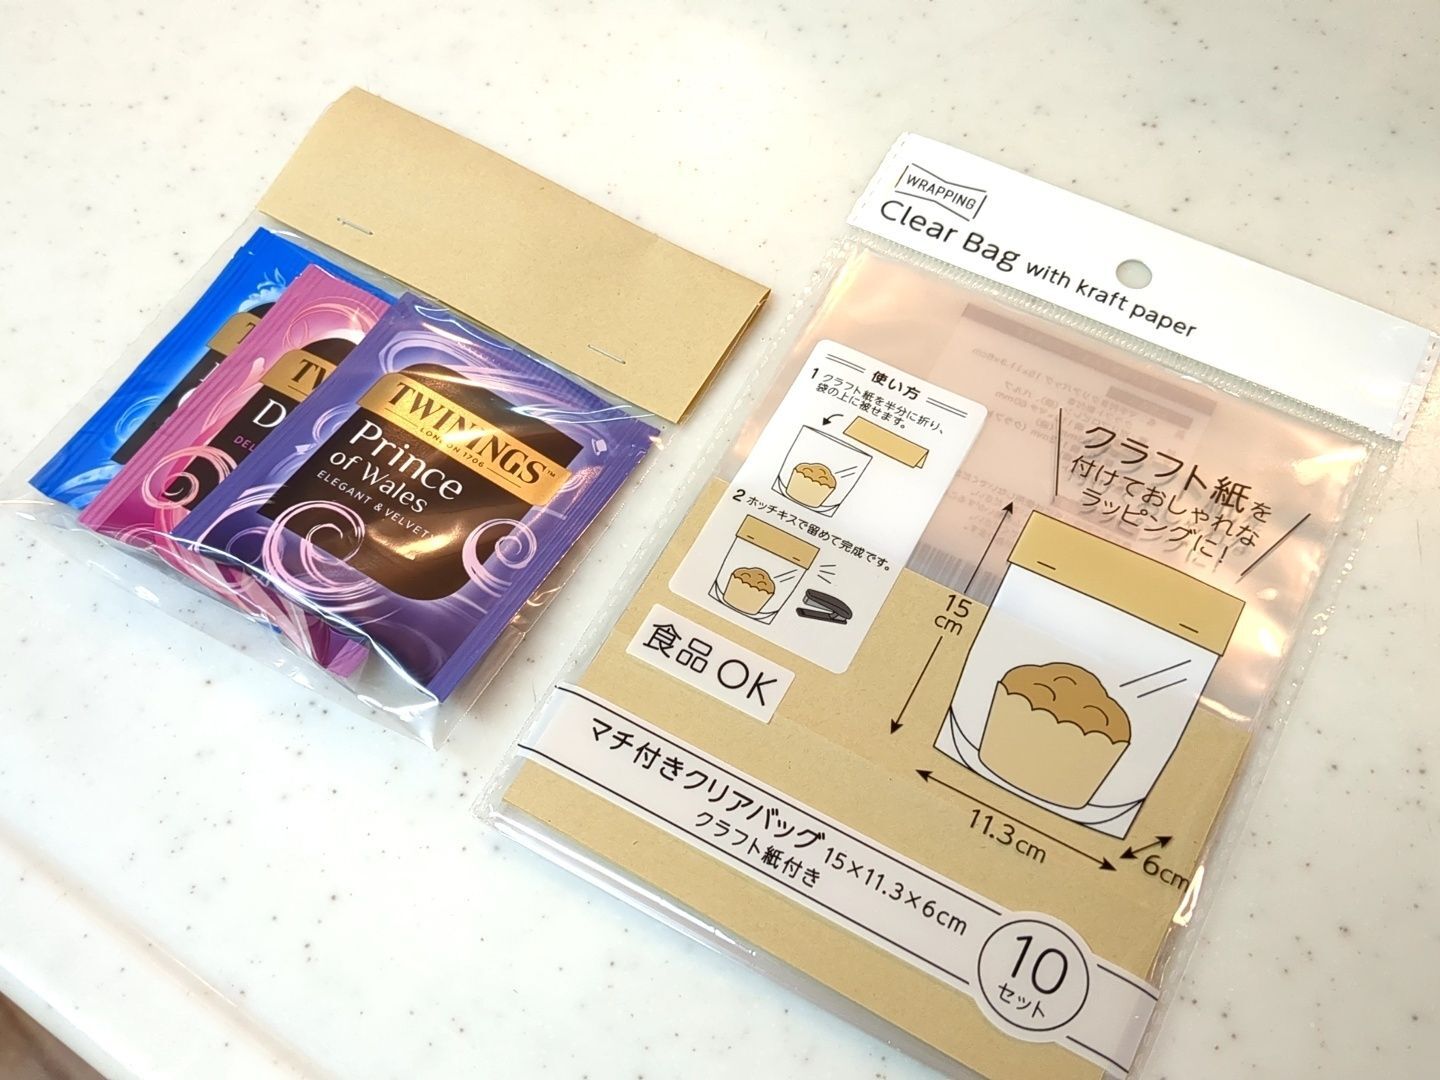 TWININGS™
LONDON 1706
Prince
of Wales
ELEGANT & VELVETY
WRAPPING
Clear Bag with kraft paper
使い方
1 クラフト紙を半分に折り、
袋の上に被せます。
2 ホッチキスで留めて完成です。
クラフト紙を
付けておしゃれな
ラッピングに!
15
cm
11.3cm
6cm
食品OK
マチ付きクリアバッグ 15×11.3×6cm
クラフト紙付き
10
セット